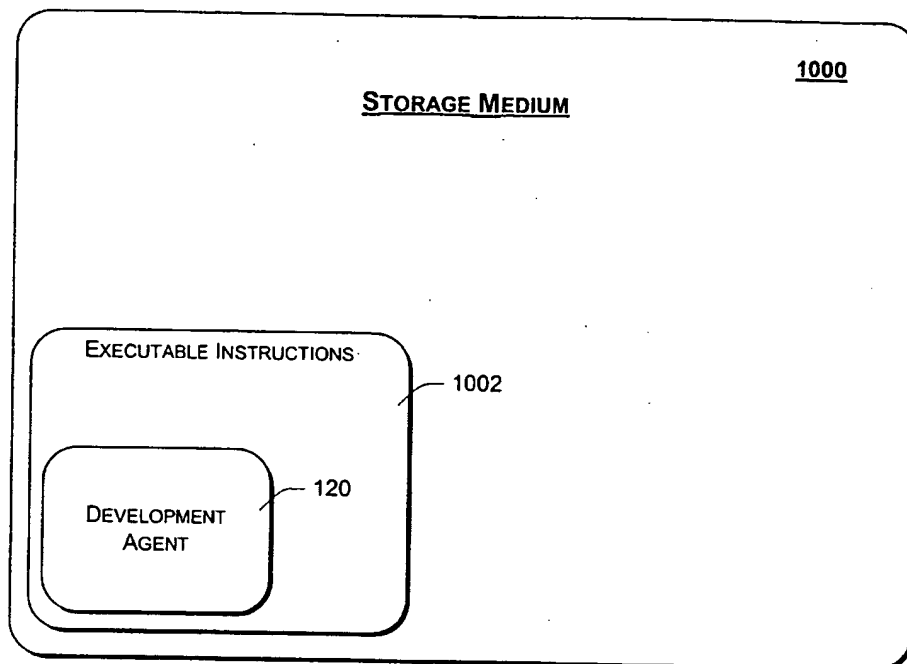 1000
STORAGE MEDIUM
EXECUTABLE INSTRUCTIONS
1002
120
DEVELOPMENT
AGENT